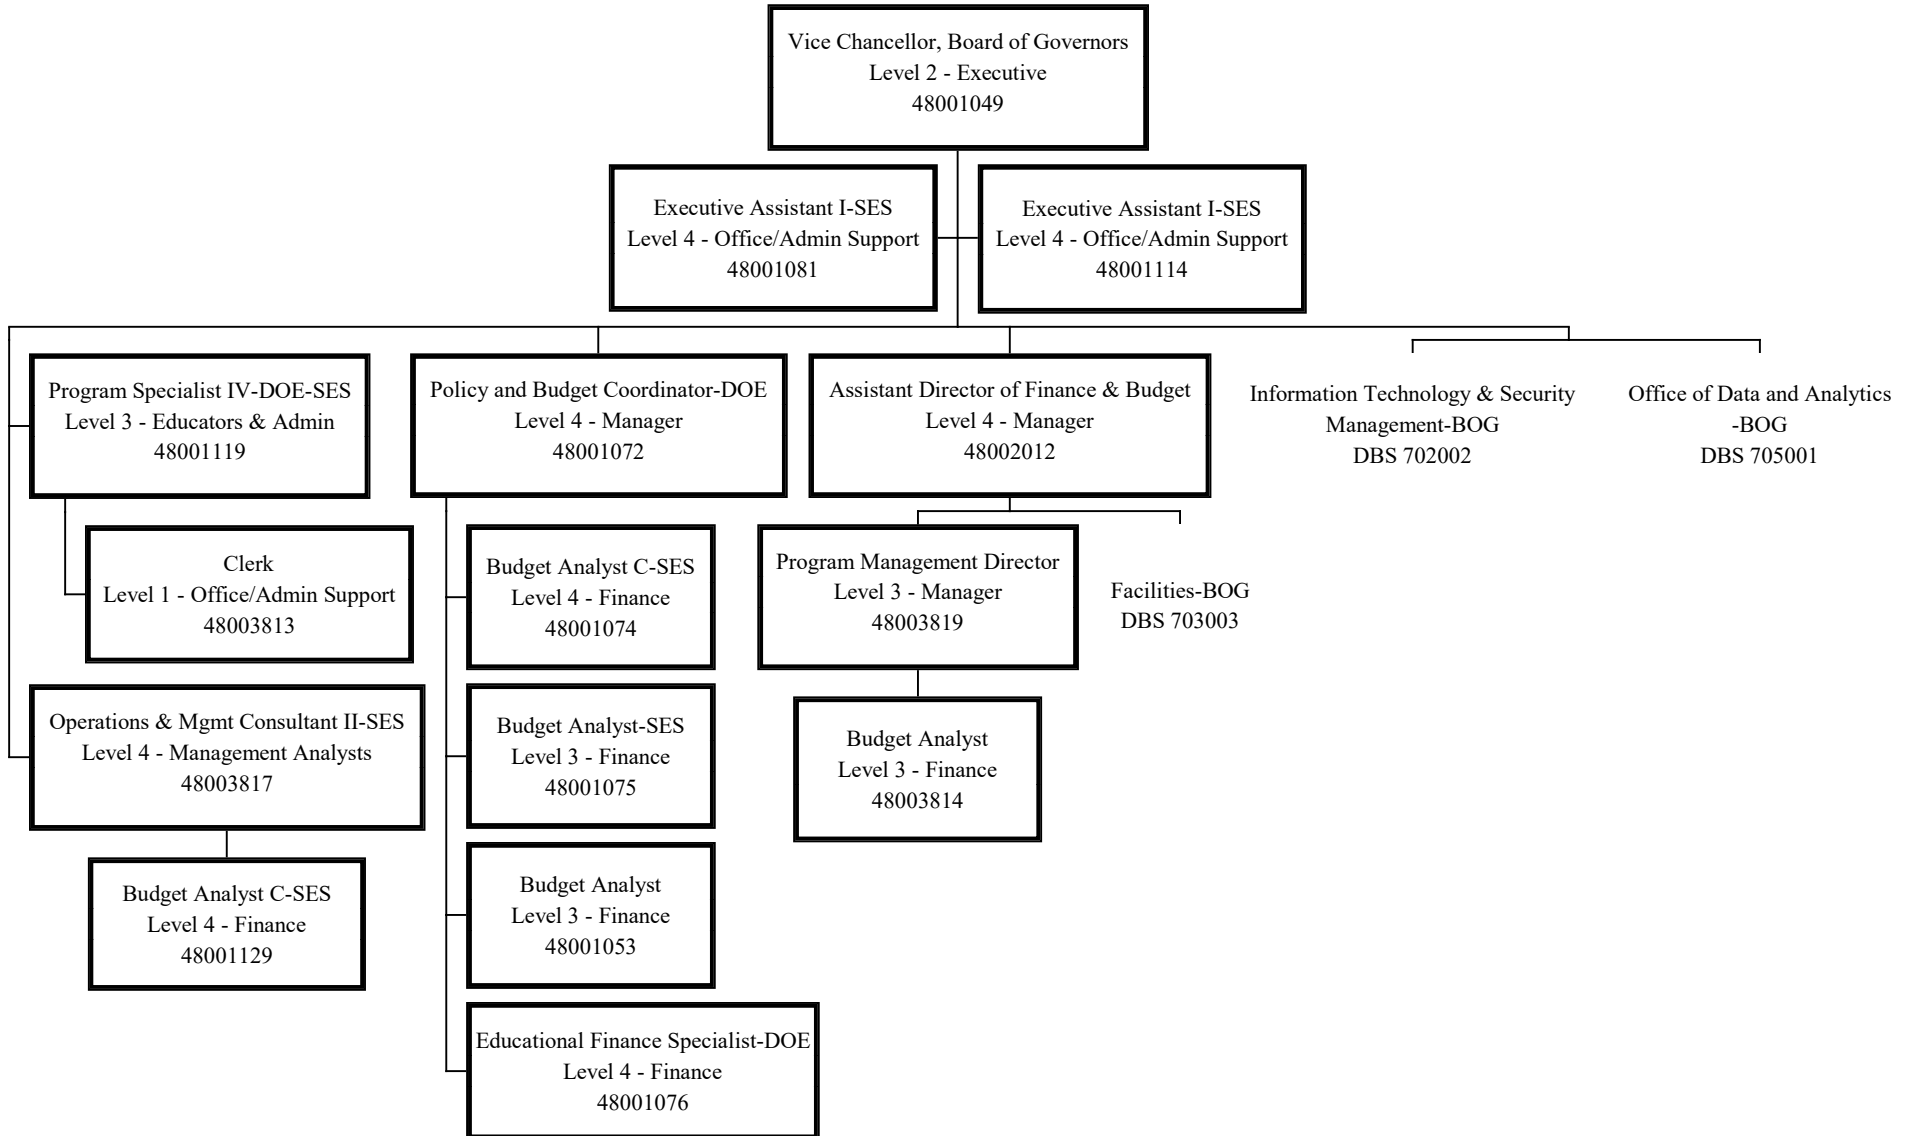 Vice Chancellor, Board of Governors
Level 2 - Executive
48001049
Executive Assistant I-SES
Level 4 - Office/Admin Support
48001081
Executive Assistant I-SES
Level 4 - Office/Admin Support
48001114
Program Specialist IV-DOE-SES
Level 3 - Educators & Admin
48001119
Clerk
Level 1 - Office/Admin Support
48003813
Operations & Mgmt Consultant II-SES
Level 4 - Management Analysts
48003817
Budget Analyst C-SES
Level 4 - Finance
48001129
Policy and Budget Coordinator-DOE
Level 4 - Manager
48001072
Budget Analyst C-SES
Level 4 - Finance
48001074
Budget Analyst-SES
Level 3 - Finance
48001075
Budget Analyst
Level 3 - Finance
48001053
Educational Finance Specialist-DOE
Level 4 - Finance
48001076
Assistant Director of Finance & Budget
Level 4 - Manager
48002012
Program Management Director
Level 3 - Manager
48003819
Budget Analyst
Level 3 - Finance
48003814
Facilities-BOG
DBS 703003
Information Technology & Security
Management-BOG
DBS 702002
Office of Data and Analytics
-BOG
DBS 705001